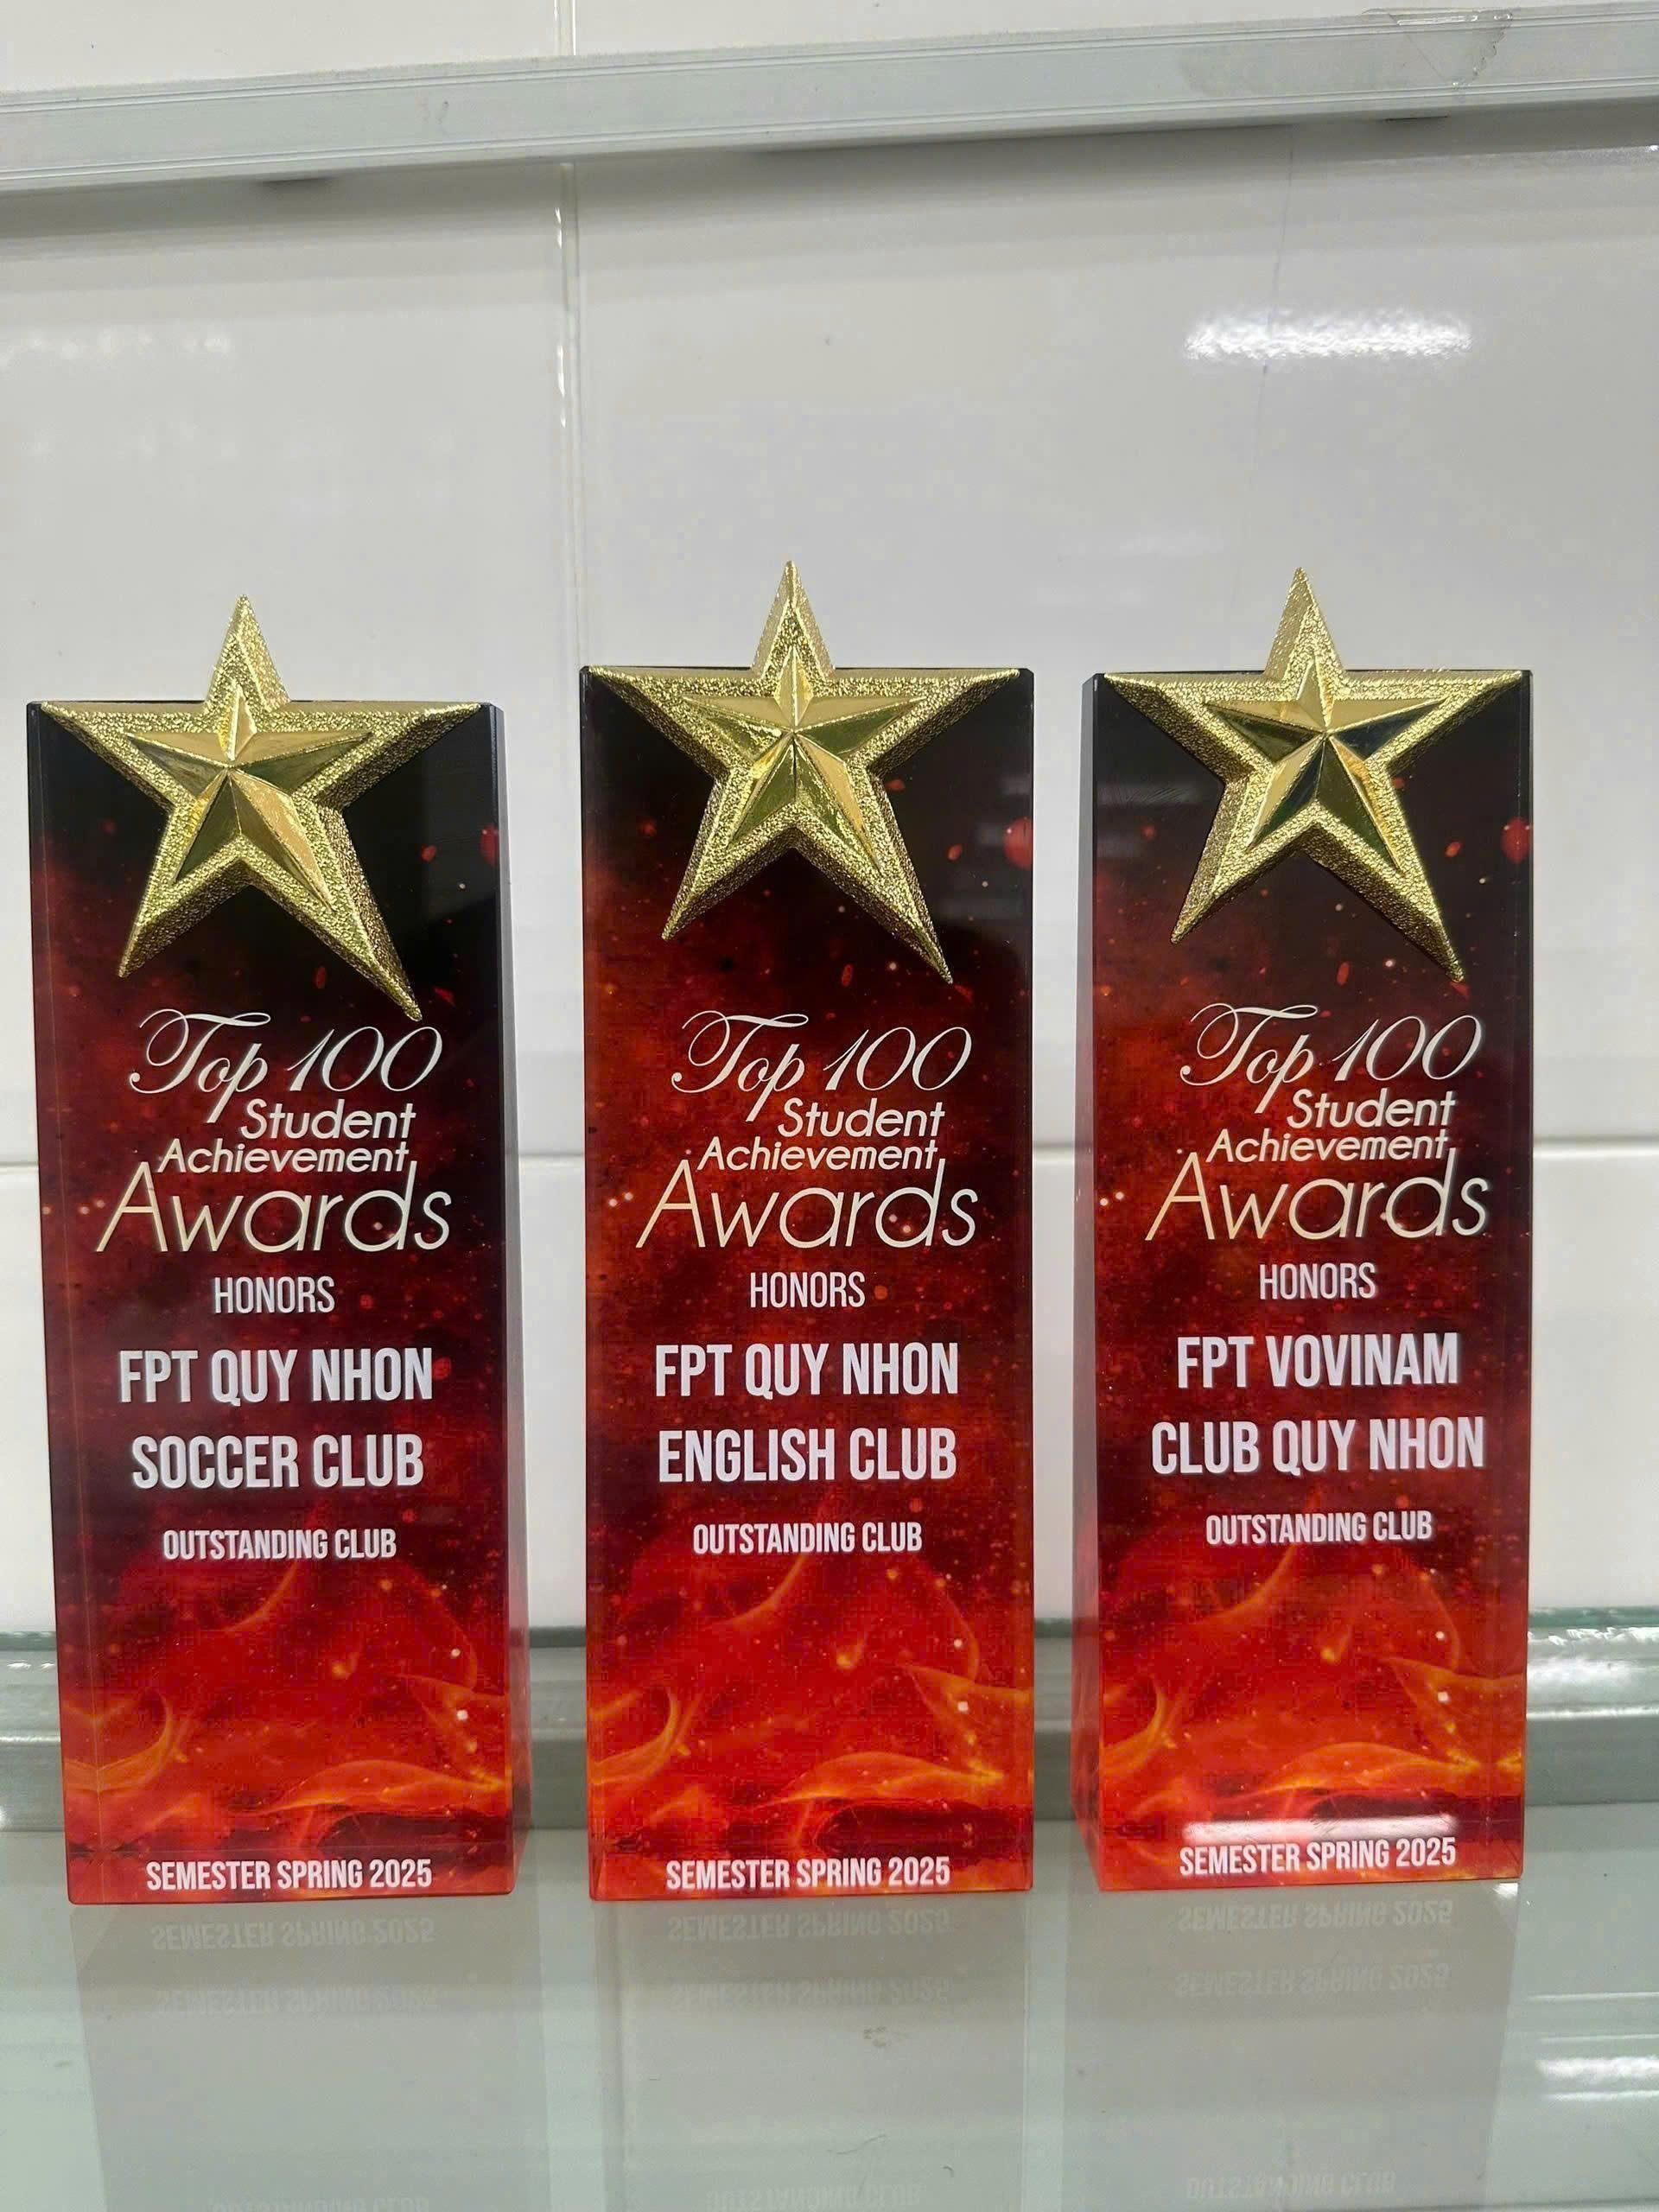 Top 100
Student
Achievement
Awards
HONORS
FPT QUY NHON
SOCCER CLUB
OUTSTANDING CLUB
SEMESTER SPRING 2025
Top 100
Student
Achievement
Awards
HONORS
FPT QUY NHON
ENGLISH CLUB
OUTSTANDING CLUB
SEMESTER SPRING 2025
Top 100
Student
Achievement
Awards
HONORS
FPT VOVINAM
CLUB QUY NHON
OUTSTANDING CLUB
SEMESTER SPRING 2025